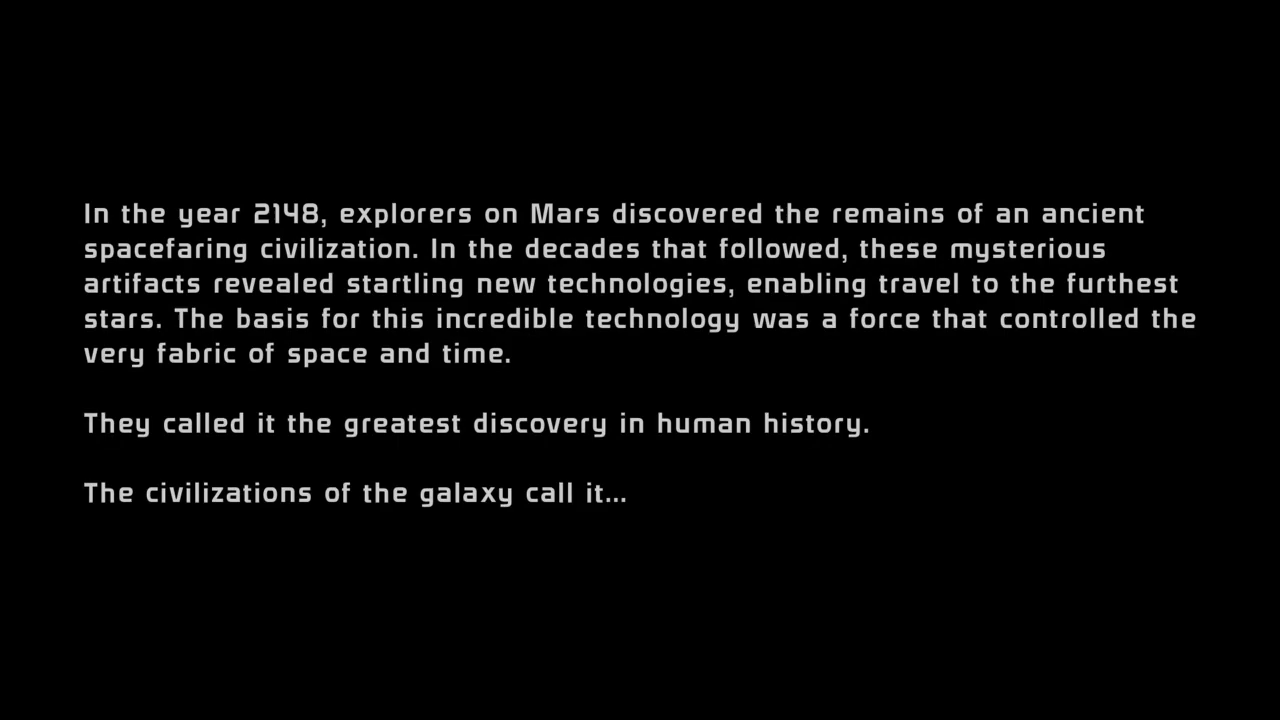 In the year 2148, explorers on Mars discovered the remains of an ancient
spacefaring civilization. In the decades that followed, these mysterious
artifacts revealed startling new technologies, enabling travel to the furthest
stars. The basis for this incredible technology was a force that controlled the
very fabric of space and time.
They called it the greatest discovery in human history.
The civilizations of the galaxy call it...